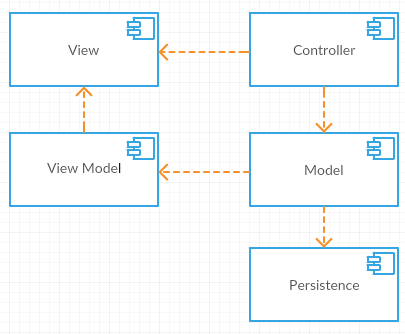 View
Controller
View Model
Model
Persistence